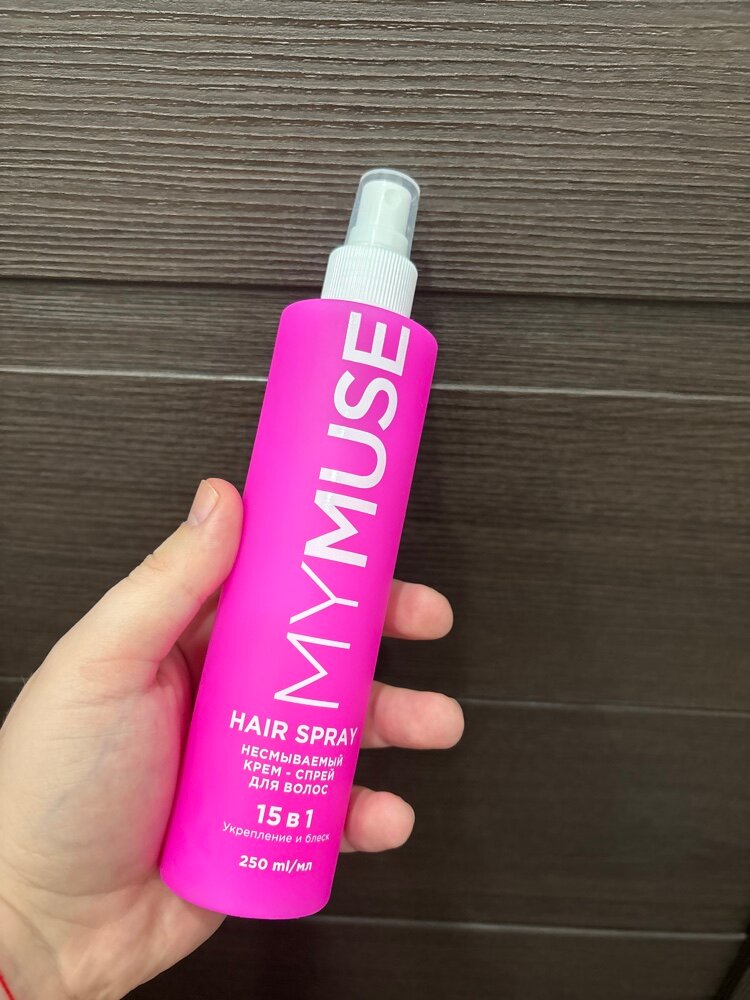 MYMUSE
HAIR SPRAY
НЕСМЫВАЕМЫЙ
КРЕМ - СПРЕЙ
ДЛЯ ВОЛОС
15 в 1
Укрепление и блеск
250 ml/мл